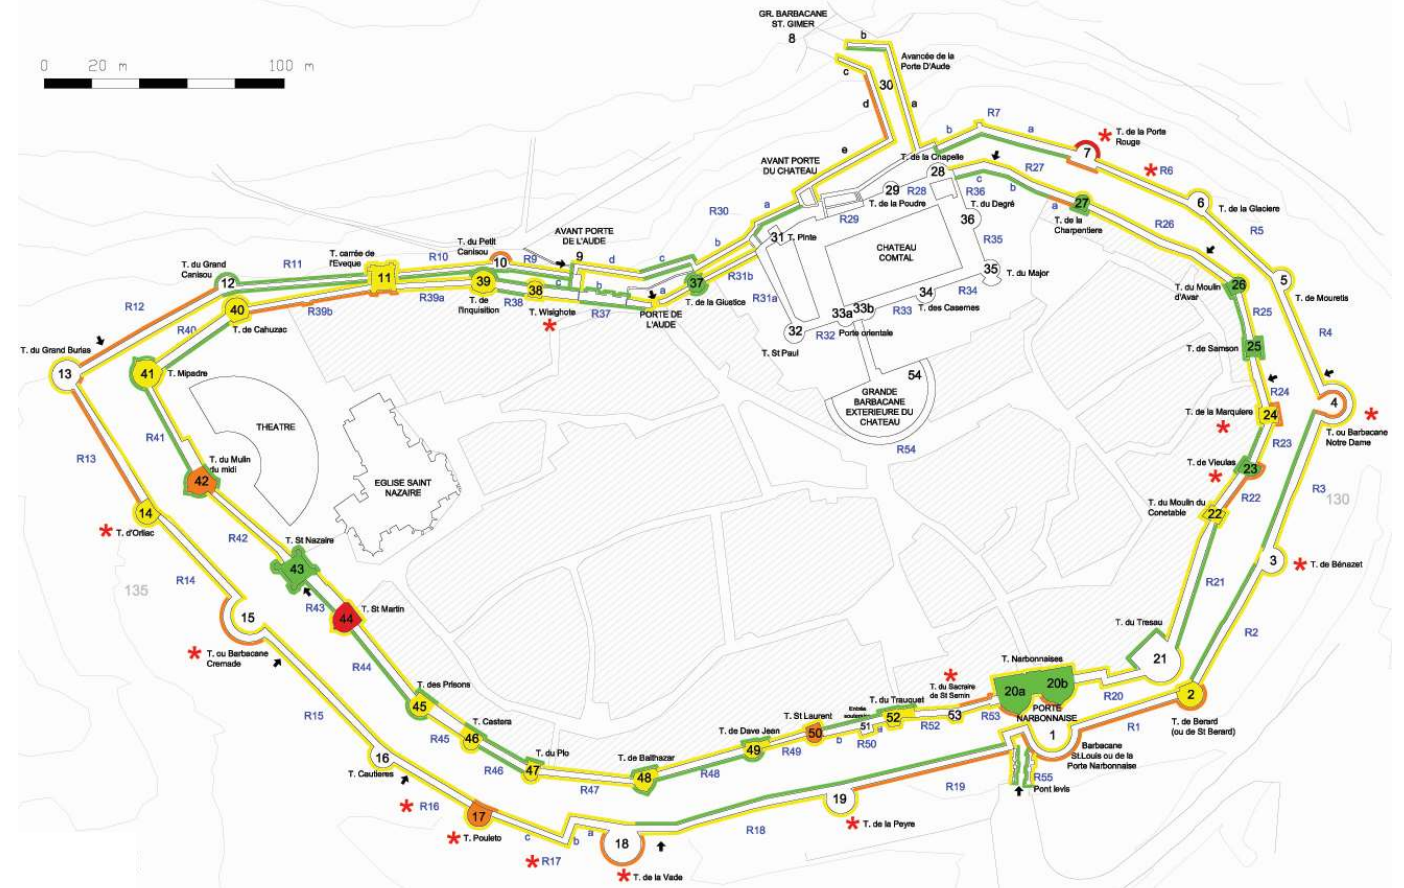 GR. BARBACANE
ST. GIMER
8
b
Avancée de la
Porte D'Aude
0 20 m 100 m
c
30
d
a
R7
b
a
T. de la Porte
Rouge
7
e
AVANT PORTE
DU CHATEAU
T. de la Chapelle
28
R27
R6
29
R28
R36
c
b
T. de la Poudre
T. du Degré
a
27
6
T. de la Glaciere
R30
a
R29
36
T. de la
Charpentiere
R26
R5
T. du Petit
Canisou
AVANT PORTE
DE L'AUDE
31
T. Pinte
R35
T. carrée de
l'Eveque
R10
10
R9
9
d
b
c
CHATEAU
COMTAL
T. du Grand
Canisou
R11
R31b
35
T. du Major
5
12
11
39
c
b
a
37
R34
T. du Moulin
d'Avar
26
T. de Mouretis
R12
R39a
38
R38
R37
T. de la Giustice
R31a
34
T. des Casernes
40
R39b
T. de
l'Inquisition
T. Wisighote
PORTE DE
L'AUDE
33a
33b
R33
R25
R40
T. de Cahuzac
32
R32
Porte orientale
R4
T. du Grand Burlas
T. St Paul
T. de Samson
25
13
41
T. Mipadre
54
R24
GRANDE
BARBACANE
EXTERIEURE DU
CHATEAU
T. de la Marquiere
24
4
THEATRE
T. ou Barbacane
Notre Dame
R41
R54
R23
R13
T. du Mulin
du midi
T. de Vieulas
23
42
EGLISE SAINT
NAZAIRE
R22
R3
130
14
T. du Moulin du
Conetable
22
T. d'Orliac
R42
T. St Nazaire
43
3
T. de Bénazet
R14
R21
135
R43
T. St Martin
44
15
T. du Tresau
R2
T. ou Barbacane
Cremade
R44
T. Narbonnaises
21
T. des Prisons
T. du Sacraire
de St Sernin
20a
20b
R20
2
45
T. du Trauquet
R15
T. Castera
T. St Laurent
52
53
R53
PORTE
NARBONNAISE
T. de Berard
(ou de St Berard)
R45
46
T. de Dave Jean
50
51
R52
1
R1
16
T. du Plo
T. de Balthazar
49
R49
b
R50
a
Barbacane
St.Louis ou de la
Porte Narbonnaise
T. Cautieres
R46
47
48
R48
R55
R47
R19
Pont levis
R16
17
19
T. Pouleto
c
b
a
18
R18
T. de la Peyre
R17
T. de la Vade